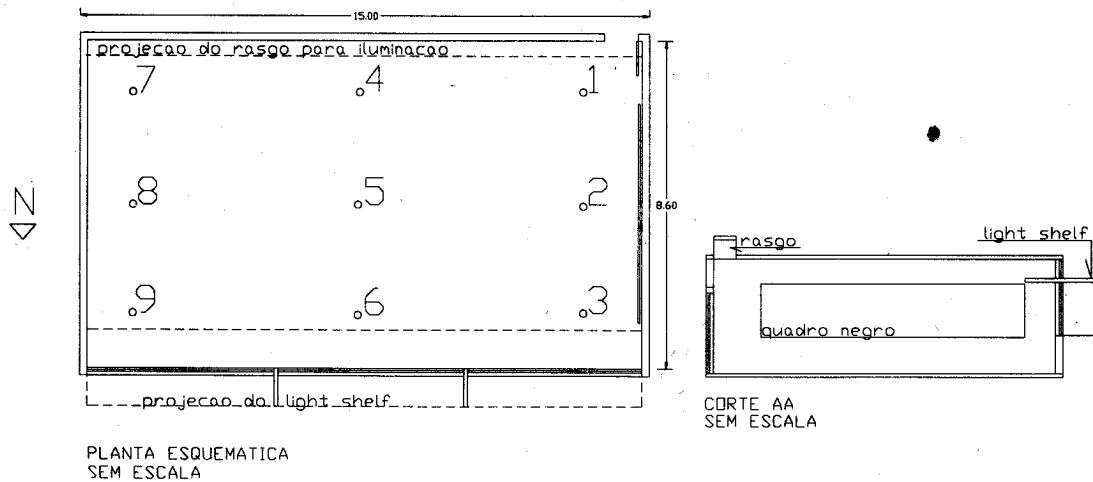 15.00
projecao do rasgo para iluminacao
7 4 1
8 5 2
8.60
N
9 6 3
projecao do light shelf
PLANTA ESQUEMATICA
SEM ESCALA
rasgo
light shelf
quadro negro
CORTE AA
SEM ESCALA